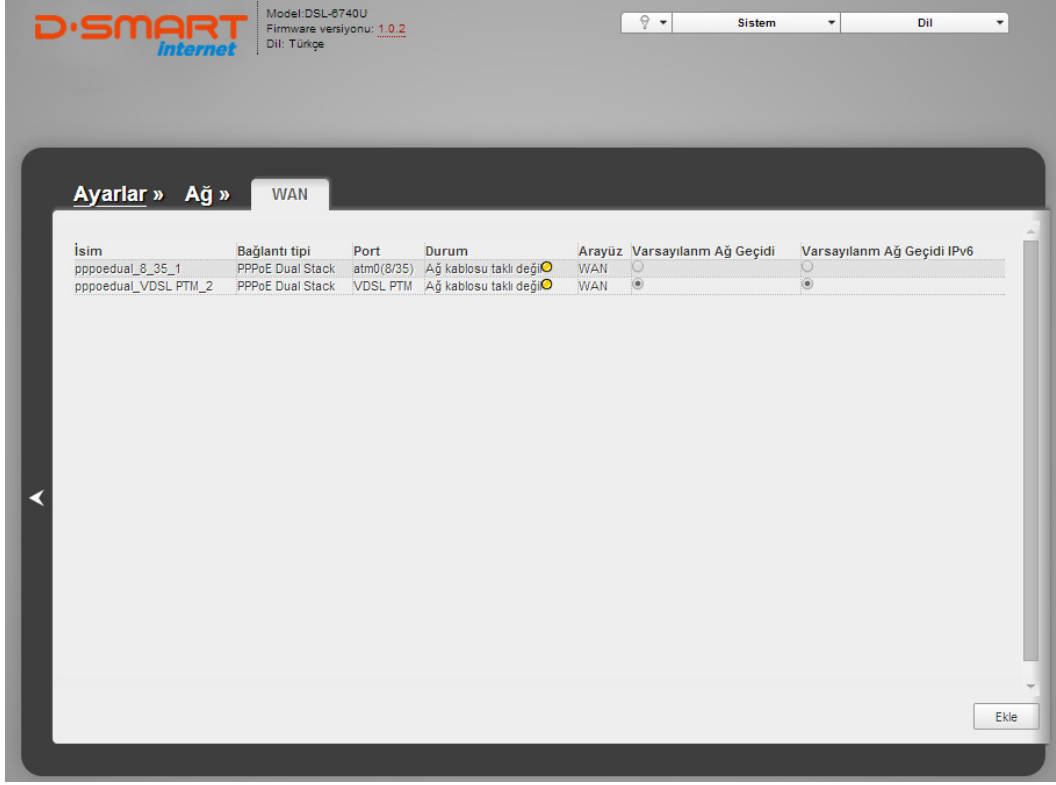 D·SMART
internet
Model:DSL-6740U
Firmware versiyonu: 1.0.2
Dil: Türkçe
Sistem
Dil
Ayarlar » Ağ » WAN
İsim Bağlantı tipi Port Durum Arayüz Varsayılanm Ağ Geçidi Varsayılanm Ağ Geçidi IPv6
pppoedual_8_35_1 PPPoE Dual Stack atm0(8/35) Ağ kablosu taklı değil WAN
pppoedual_VDSL PTM_2 PPPoE Dual Stack VDSL PTM Ağ kablosu taklı değil WAN
Ekle